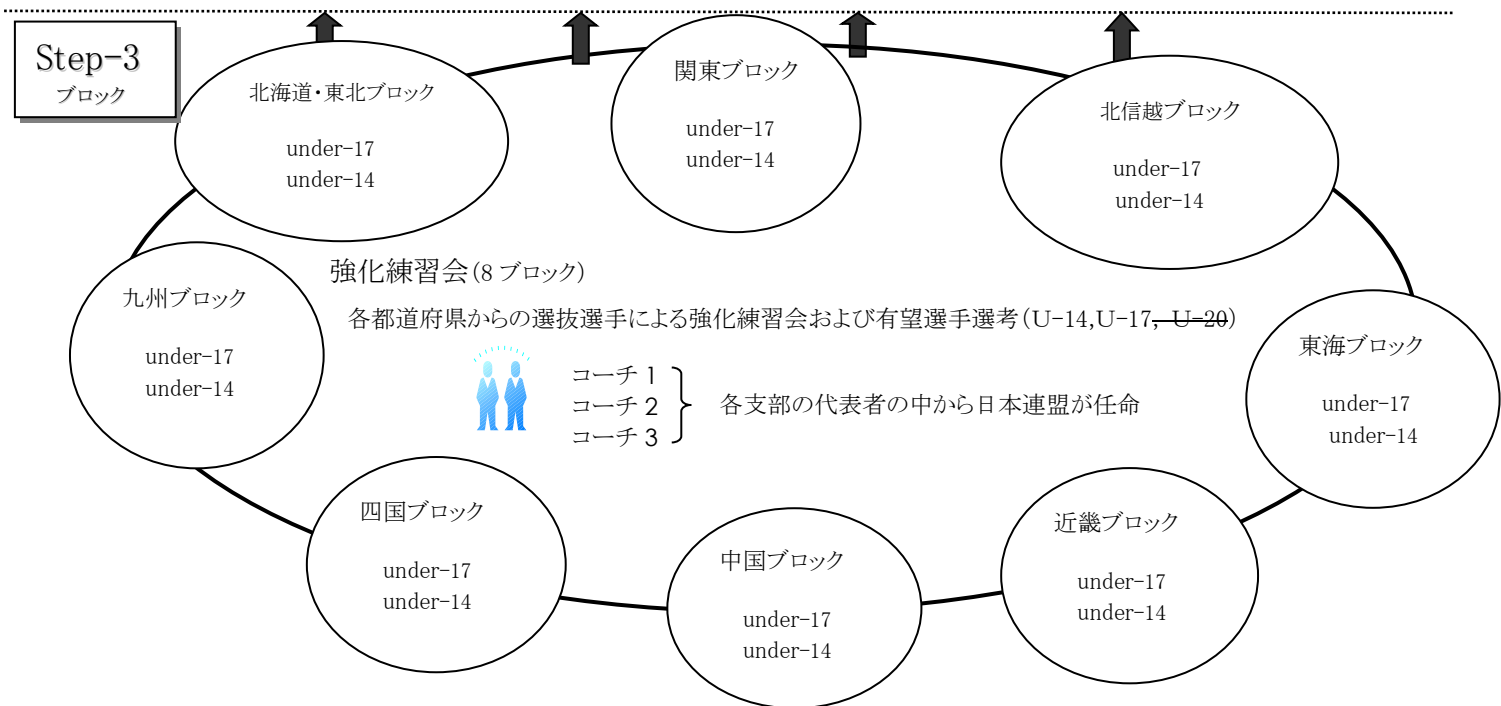 Step-3
ブロック
北海道・東北ブロック
under-17
under-14
関東ブロック
under-17
under-14
北信越ブロック
under-17
under-14
九州ブロック
under-17
under-14
強化練習会(8 ブロック)
各都道府県からの選抜選手による強化練習会および有望選手選考(U-14,U-17, U-20)
コーチ 1
コーチ 2
コーチ 3
各支部の代表者の中から日本連盟が任命
東海ブロック
under-17
under-14
四国ブロック
under-17
under-14
中国ブロック
under-17
under-14
近畿ブロック
under-17
under-14